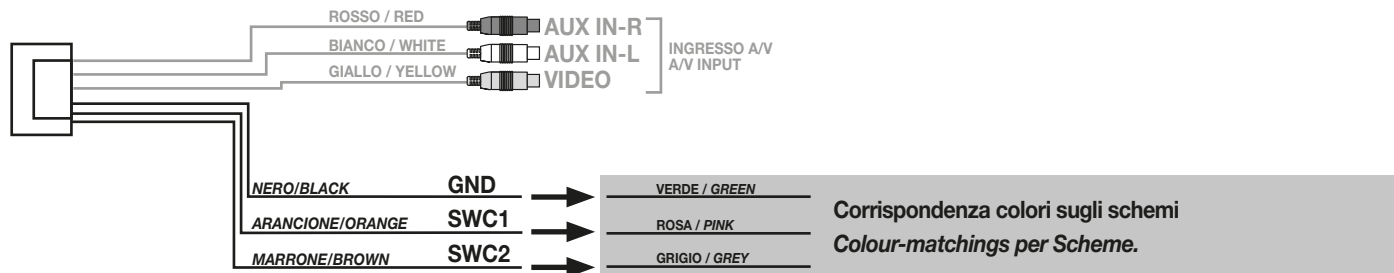 ROSSO / RED
AUX IN-R
BIANCO / WHITE
AUX IN-L
GIALLO / YELLOW
VIDEO
INGRESSO A/V
A/V INPUT
NERO/BLACK GND VERDE / GREEN
ARANCIONE/ORANGE SWC1 ROSA / PINK
MARRONE/BROWN SWC2 GRIGIO / GREY
Corrispondenza colori sugli schemi
Colour-matchings per Scheme.